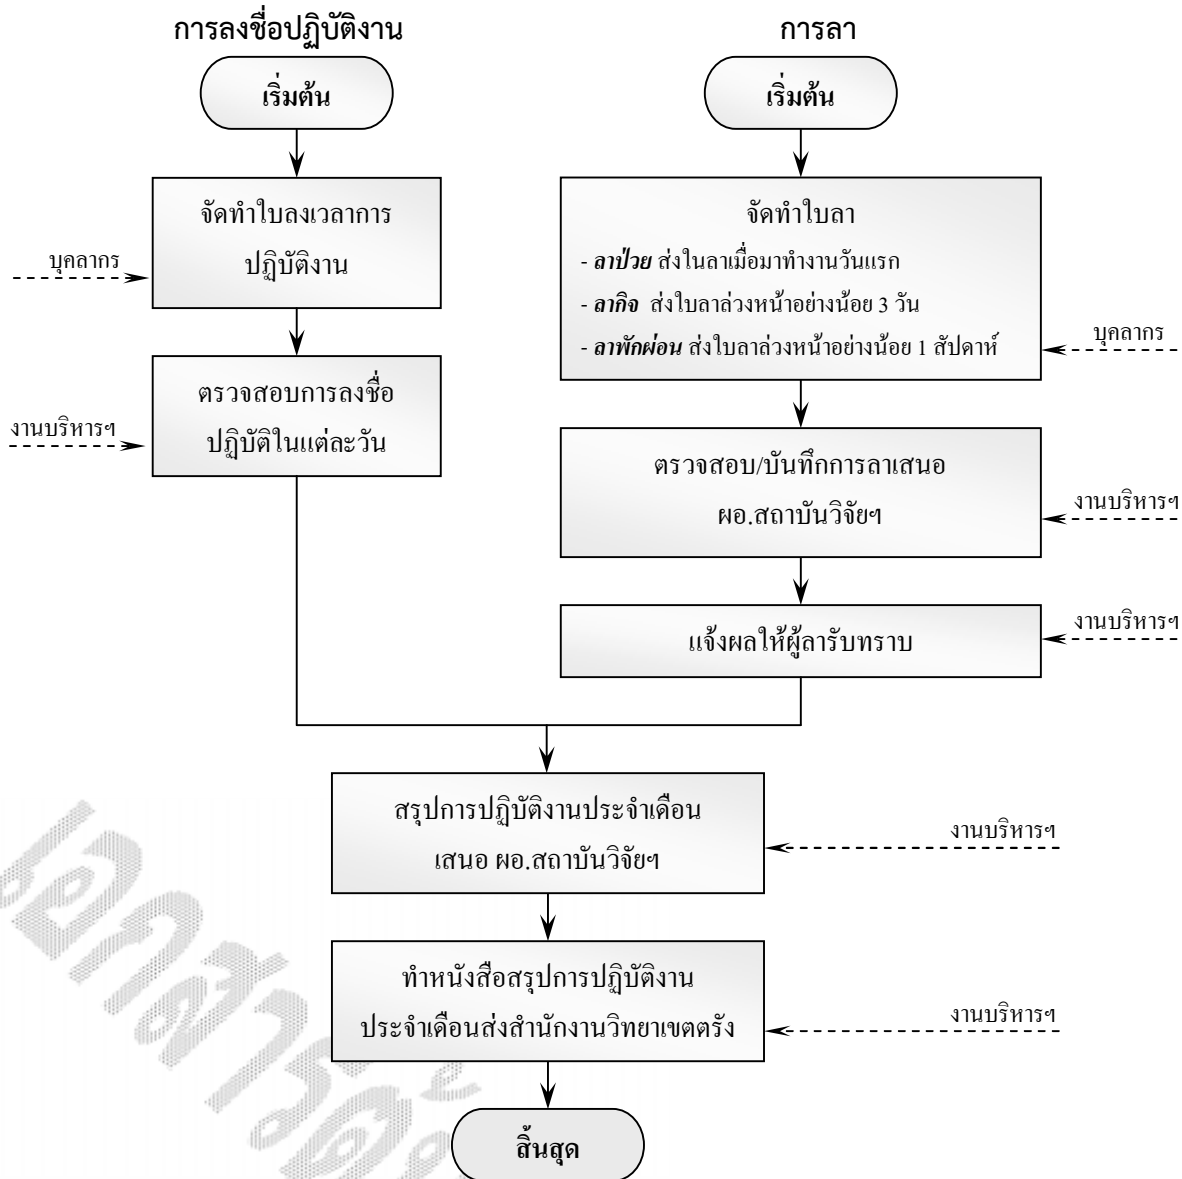 การลงชื่อปฏิบัติงาน
เริ่มต้น
จัดทำใบลงเวลาการ
ปฏิบัติงาน
บุคลากร
ตรวจสอบการลงชื่อ
ปฏิบัติในแต่ละวัน
งานบริหารฯ
การลา
เริ่มต้น
จัดทำใบลา
- ลาป่วย ส่งในลาเมื่อมาทำงานวันแรก
- ลากิจ ส่งใบลาล่วงหน้าอย่างน้อย 3 วัน
- ลาพักผ่อน ส่งใบลาล่วงหน้าอย่างน้อย 1 สัปดาห์
บุคลากร
ตรวจสอบ/บันทึกการลาเสนอ
ผอ.สถาบันวิจัยฯ
งานบริหารฯ
แจ้งผลให้ผู้ลารับทราบ
งานบริหารฯ
สรุปการปฏิบัติงานประจำเดือน
เสนอ ผอ.สถาบันวิจัยฯ
งานบริหารฯ
ทำหนังสือสรุปการปฏิบัติงาน
ประจำเดือนส่งสำนักงานวิทยาเขตตรัง
งานบริหารฯ
สิ้นสุด